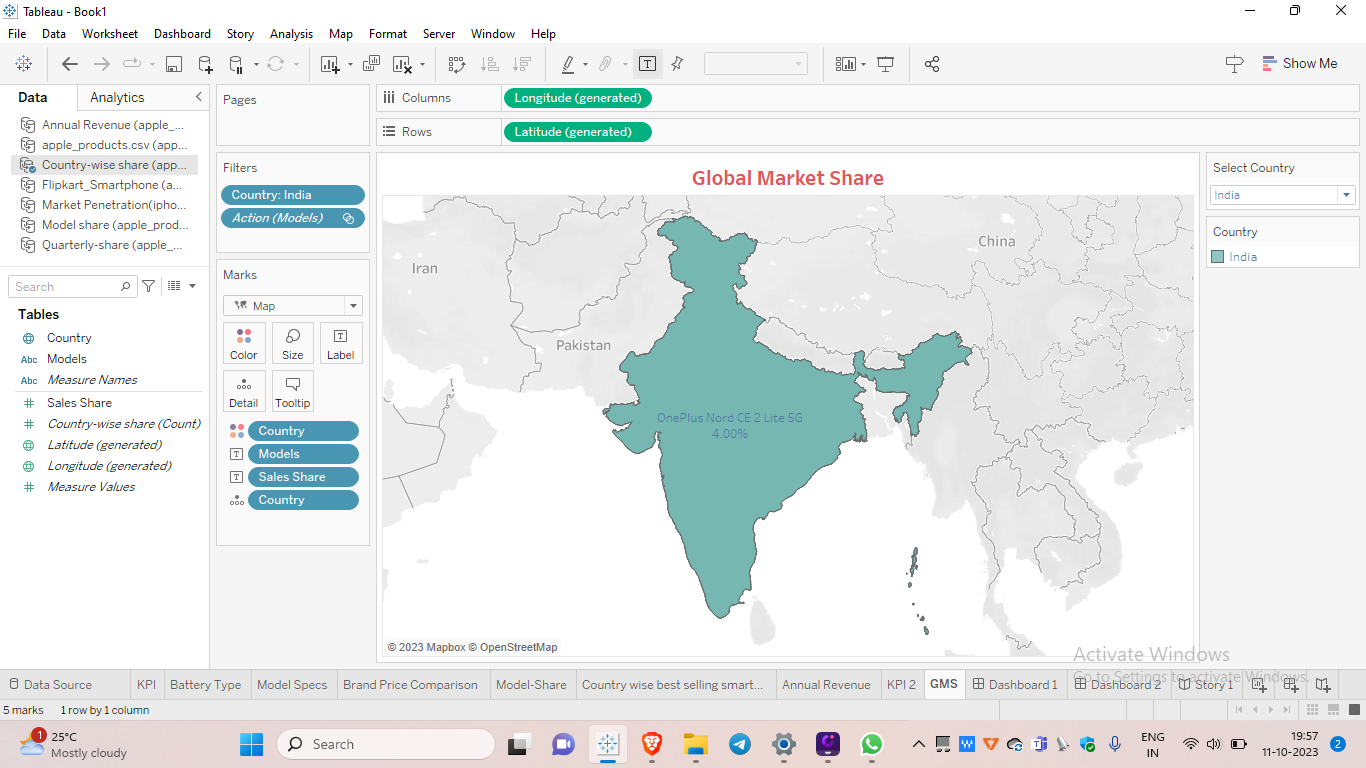 Tableau - Book1
File Data Worksheet Dashboard Story Analysis Map Format Server Window Help
Show Me
Data Analytics
Annual Revenue (apple_...
apple_products.csv (app...
Country-wise share (app...
Flipkart_Smartphone (a...
Market Penetration(ipho...
Model share (apple_prod...
Quarterly-share (apple_...
Search
Tables
Country
Abc Models
Abc Measure Names
Sales Share
Country-wise share (Count)
Latitude (generated)
Longitude (generated)
Measure Values
Pages
Filters
Country: India
Action (Models)
Marks
Map
Color Size Label
Detail Tooltip
Country
Models
Sales Share
Country
Columns Longitude (generated)
Rows Latitude (generated)
Global Market Share
China
Iran
Pakistan
OnePlus Nord CE 2 Lite 5G
4.00%
© 2023 Mapbox © OpenStreetMap
Select Country
India
Country
India
Activate Windows
Go to Settings to activate Windows.
Data Source KPI Battery Type Model Specs Brand Price Comparison Model-Share Country wise best selling smart... Annual Revenue KPI 2 GMS Dashboard 1 Dashboard 2 Story 1
5 marks 1 row by 1 column
1
25°C
Mostly cloudy
Search
ENG
IN
19:57
11-10-2023
2